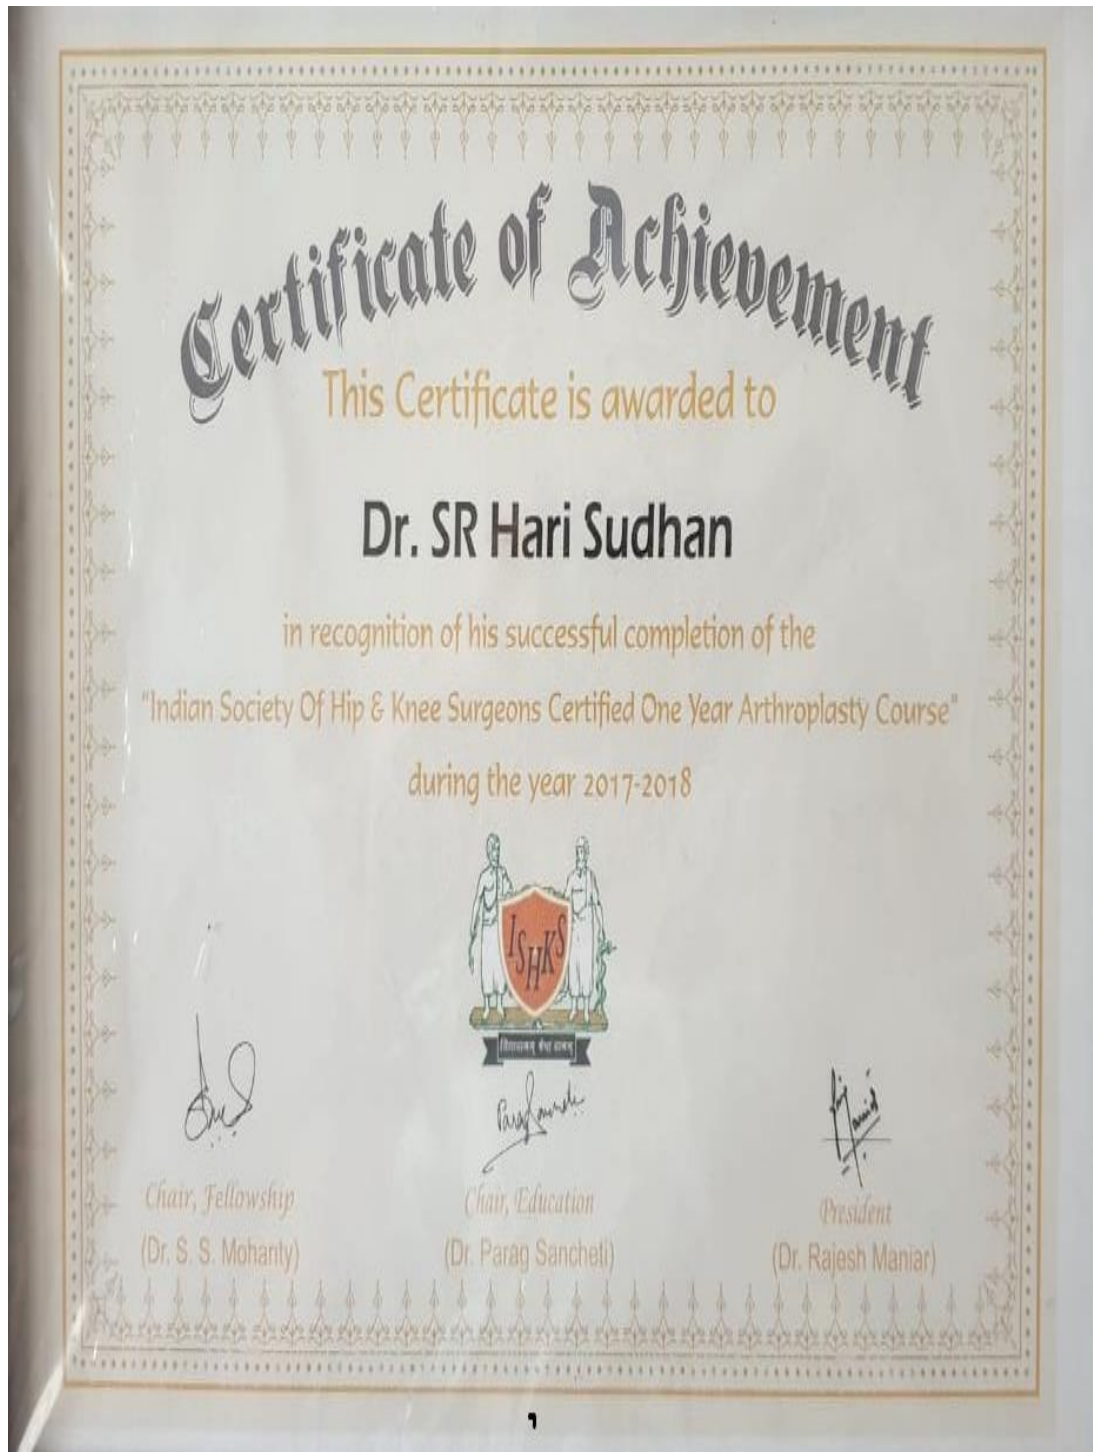 Certificate of Achievement
This Certificate is awarded to
Dr. SR Hari Sudhan
in recognition of his successful completion of the
"Indian Society Of Hip & Knee Surgeons Certified One Year Arthroplasty Course"
during the year 2017-2018
ISHKS
Chair, Fellowship
(Dr. S. S. Mohanty)
Chair, Education
(Dr. Parag Sancheti)
President
(Dr. Rajesh Maniar)